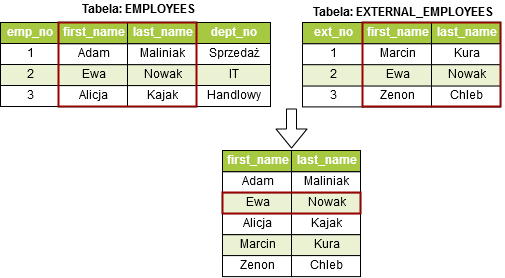 Tabela: EMPLOYEES
emp_no first_name last_name dept_no
1 Adam Maliniak Sprzedaż
2 Ewa Nowak IT
3 Alicja Kajak Handlowy
Tabela: EXTERNAL_EMPLOYEES
ext_no first_name last_name
1 Marcin Kura
2 Ewa Nowak
3 Zenon Chleb
first_name last_name
Adam Maliniak
Ewa Nowak
Alicja Kajak
Marcin Kura
Zenon Chleb